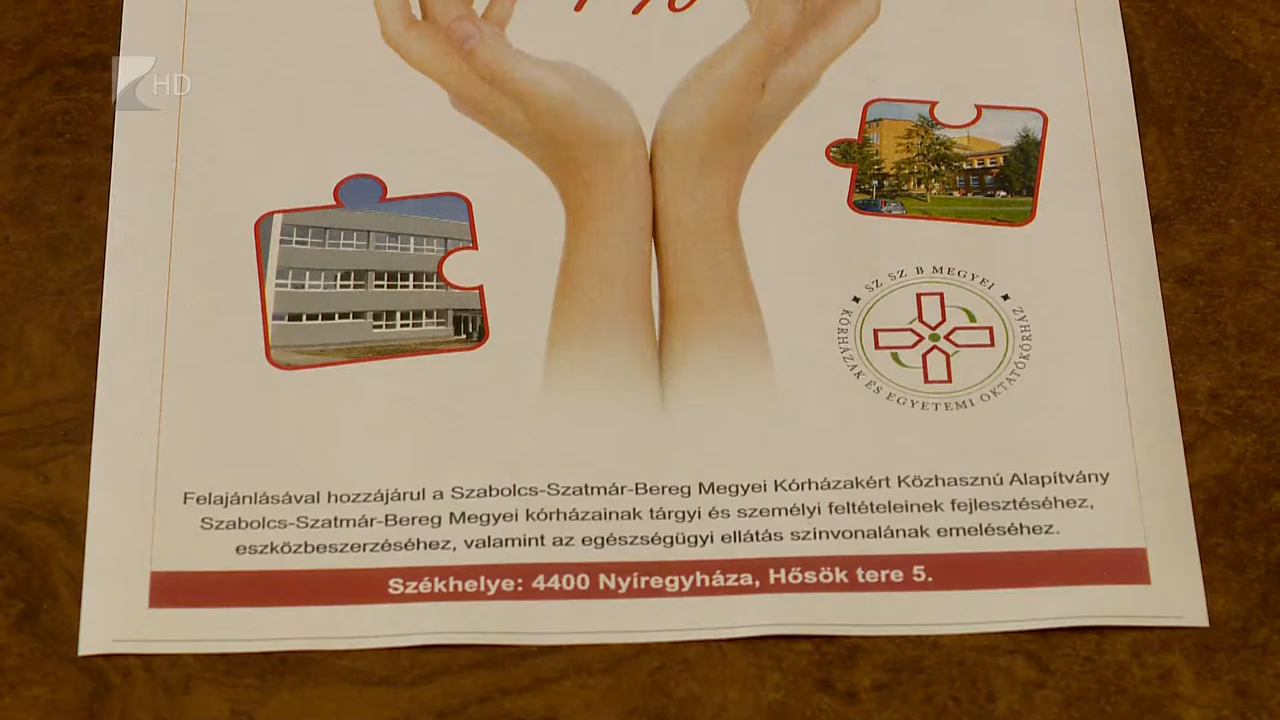 1%
HD
SZ SZ B MEGYEI
KÓRHÁZAK ÉS EGYETEMI OKTATÓKÓRHÁZ
Felajánlásával hozzájárul a Szabolcs-Szatmár-Bereg Megyei Kórházakért Közhasznú Alapítvány
Szabolcs-Szatmár-Bereg Megyei kórházainak tárgyi és személyi feltételeinek fejlesztéséhez,
eszközbeszerzéséhez, valamint az egészségügyi ellátás színvonalának emeléséhez.
Székhelye: 4400 Nyíregyháza, Hősök tere 5.